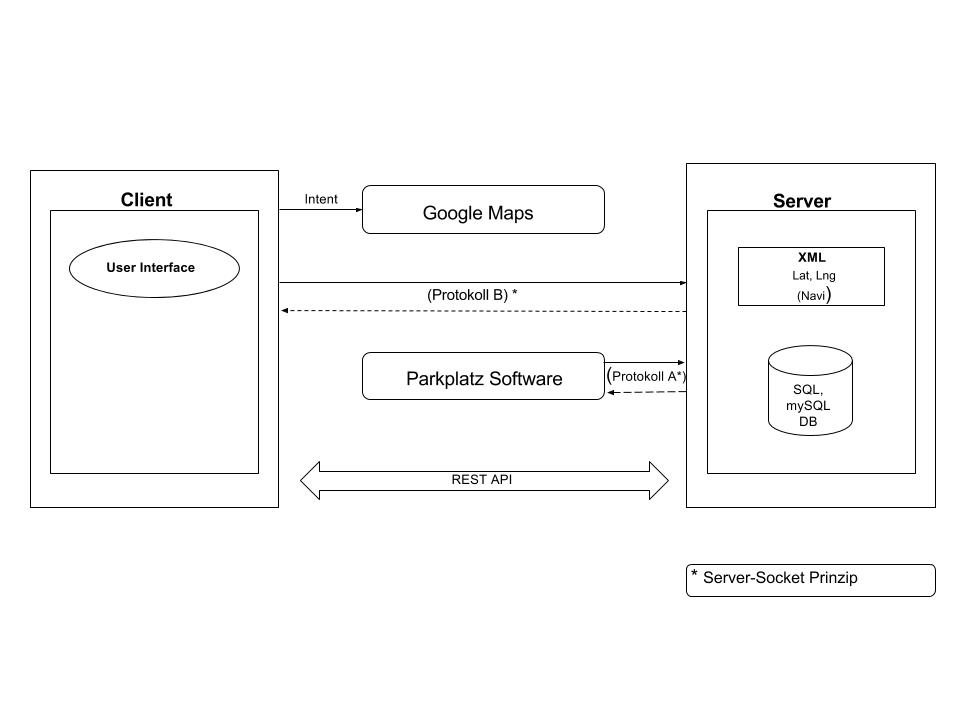 Client
User Interface
Intent
Google Maps
(Protokoll B) *
Parkplatz Software
(Protokoll A*)
REST API
Server
XML
Lat, Lng
(Navi)
SQL,
mySQL
DB
* Server-Socket Prinzip